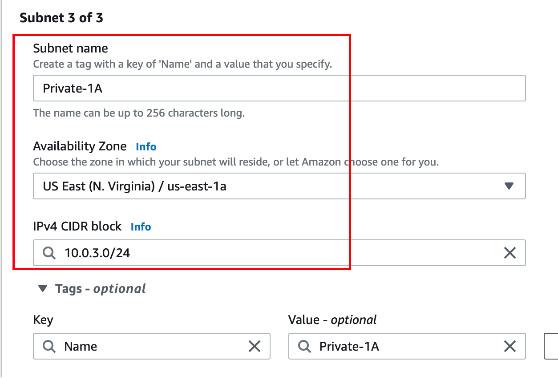 Subnet 3 of 3
Subnet name
Create a tag with a key of 'Name' and a value that you specify.
Private-1A
The name can be up to 256 characters long.
Availability Zone Info
Choose the zone in which your subnet will reside, or let Amazon choose one for you.
US East (N. Virginia) / us-east-1a
IPv4 CIDR block Info
10.0.3.0/24
Tags - optional
Key Value - optional
Name Private-1A